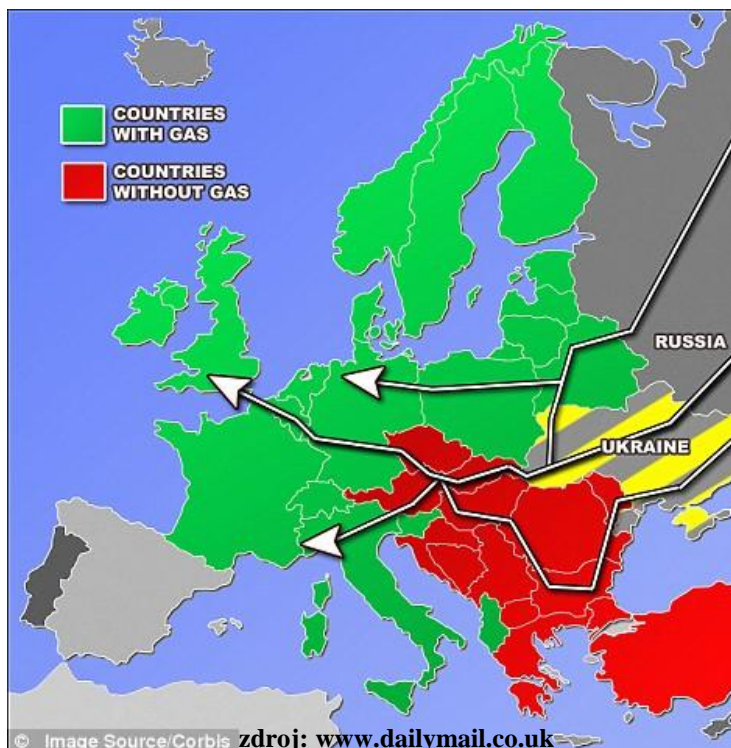 COUNTRIES
WITH GAS
COUNTRIES
WITHOUT GAS
RUSSIA
UKRAINE
© Image Source/Corbis zdroj: www.dailymail.co.uk